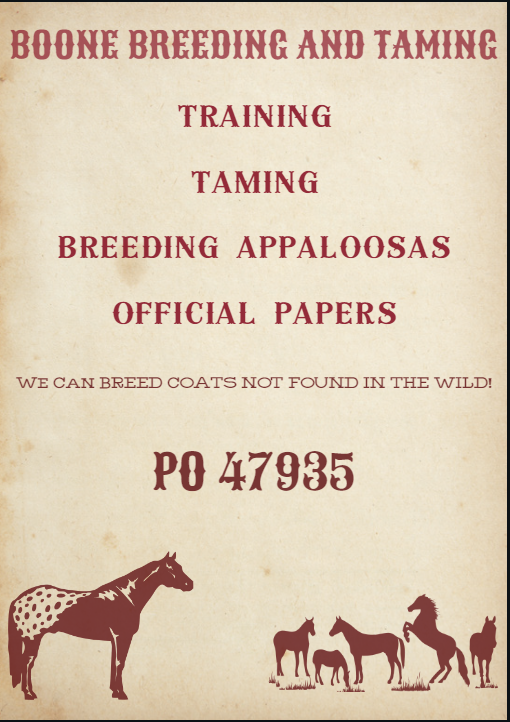 BOONE BREEDING AND TAMING
TRAINING
TAMING
BREEDING APPALOOSAS
OFFICIAL PAPERS
WE CAN BREED COATS NOT FOUND IN THE WILD!
PO 47935